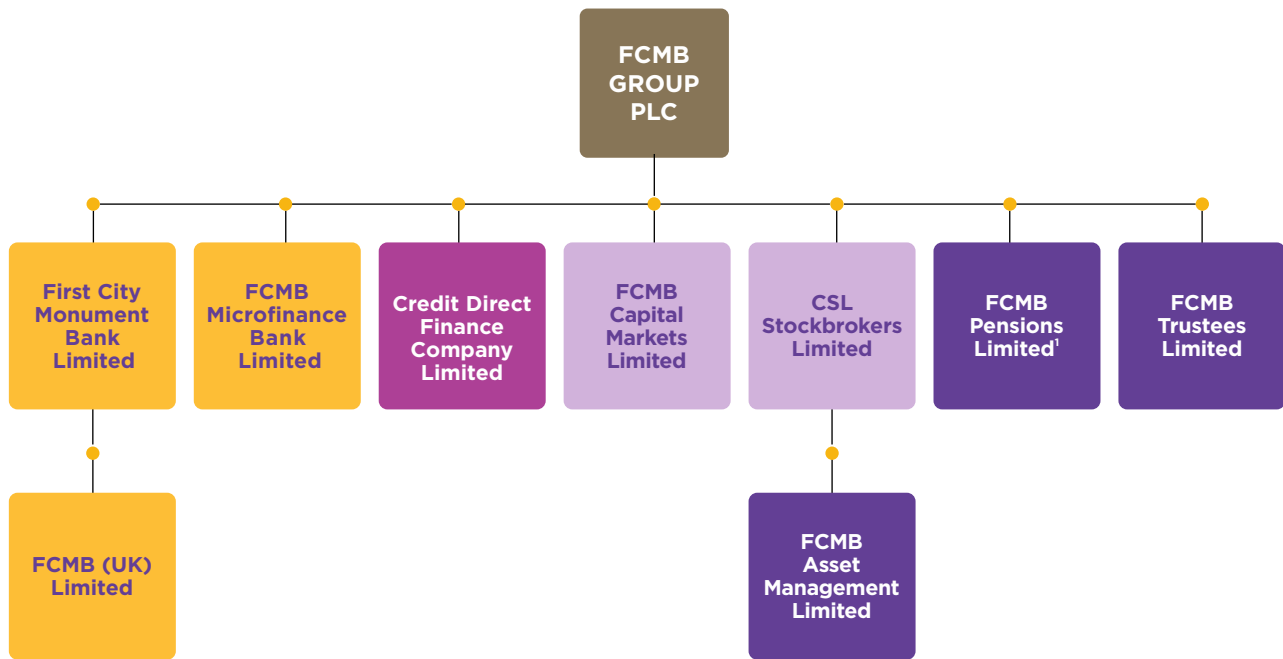 FCMB
GROUP
PLC
First City
Monument
Bank
Limited
FCMB
Microfinance
Bank
Limited
Credit Direct
Finance
Company
Limited
FCMB
Capital
Markets
Limited
CSL
Stockbrokers
Limited
FCMB
Pensions
Limited¹
FCMB
Trustees
Limited
FCMB (UK)
Limited
FCMB
Asset
Management
Limited